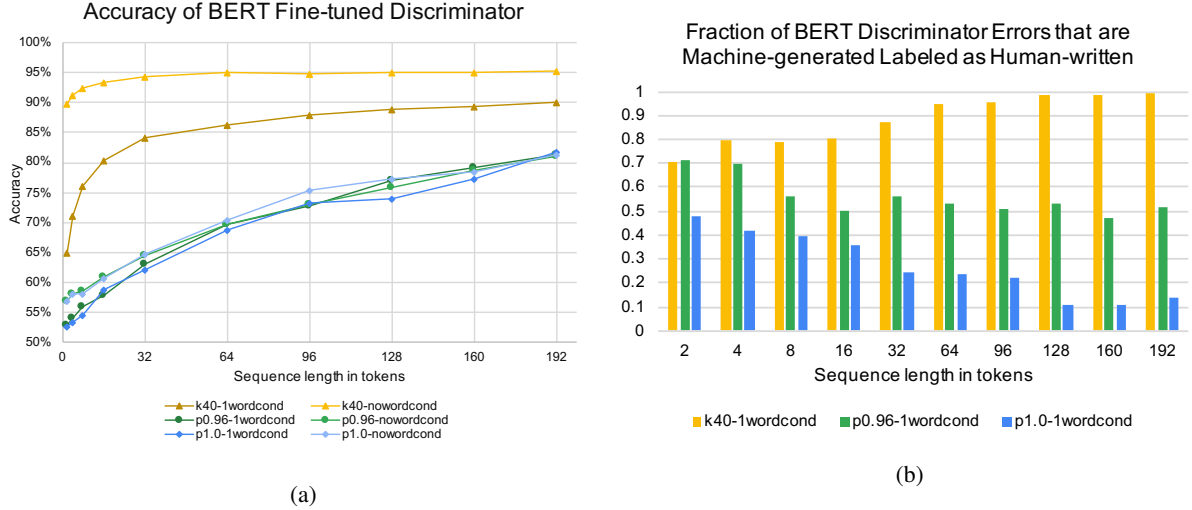 Accuracy of BERT Fine-tuned Discriminator
100%
95%
90%
85%
80%
75%
70%
65%
60%
55%
50%
Accuracy
0 32 64 96 128 160 192
Sequence length in tokens
k40-1wordcond k40-nowordcond
p0.96-1wordcond p0.96-nowordcond
p1.0-1wordcond p1.0-nowordcond
(a)
Fraction of BERT Discriminator Errors that are
Machine-generated Labeled as Human-written
1
0.9
0.8
0.7
0.6
0.5
0.4
0.3
0.2
0.1
0
2 4 8 16 32 64 96 128 160 192
Sequence length in tokens
k40-1wordcond p0.96-1wordcond p1.0-1wordcond
(b)